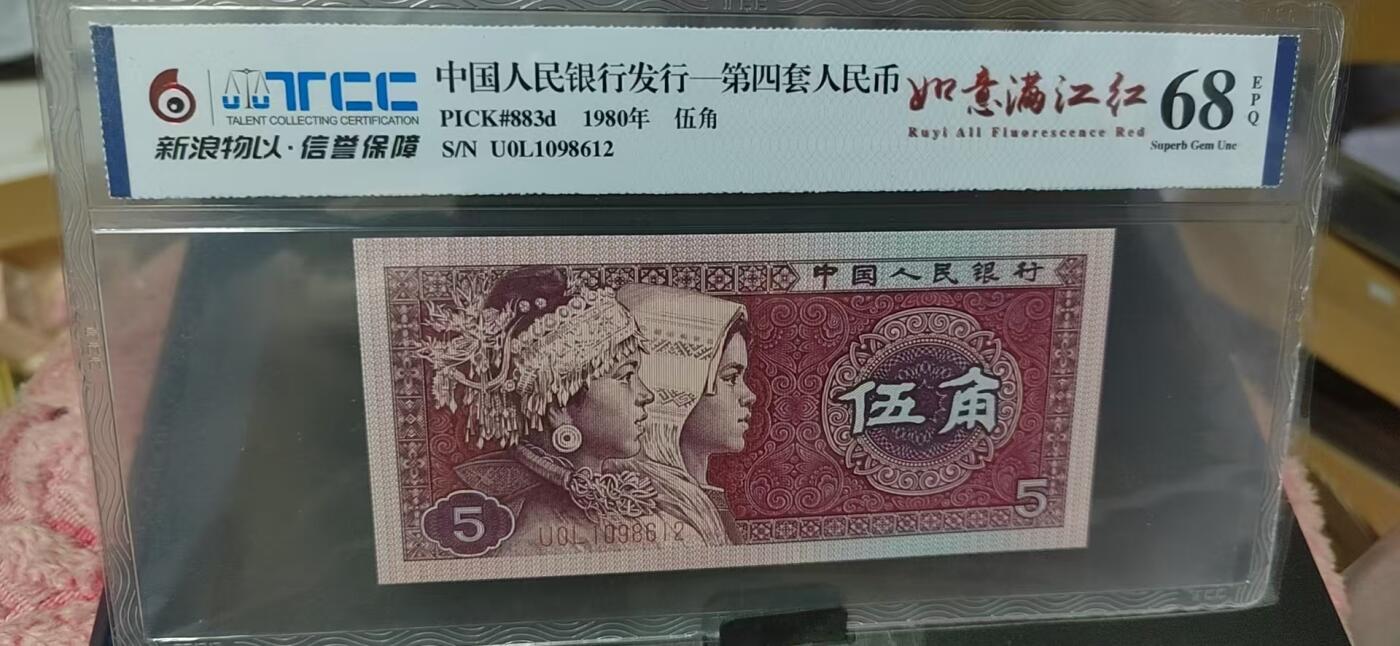 TCC
TALENT COLLECTING CERTIFICATION
新浪物以·信誉保障
中国人民银行发行—第四套人民币
PICK#883d 1980年 伍角
S/N U0L1098612
如意满江红
Ruyi All Fluorescence Red
68
EPQ
Superb Gem Unc
中国人民银行
伍角
5
U0L1098612
5
TCC